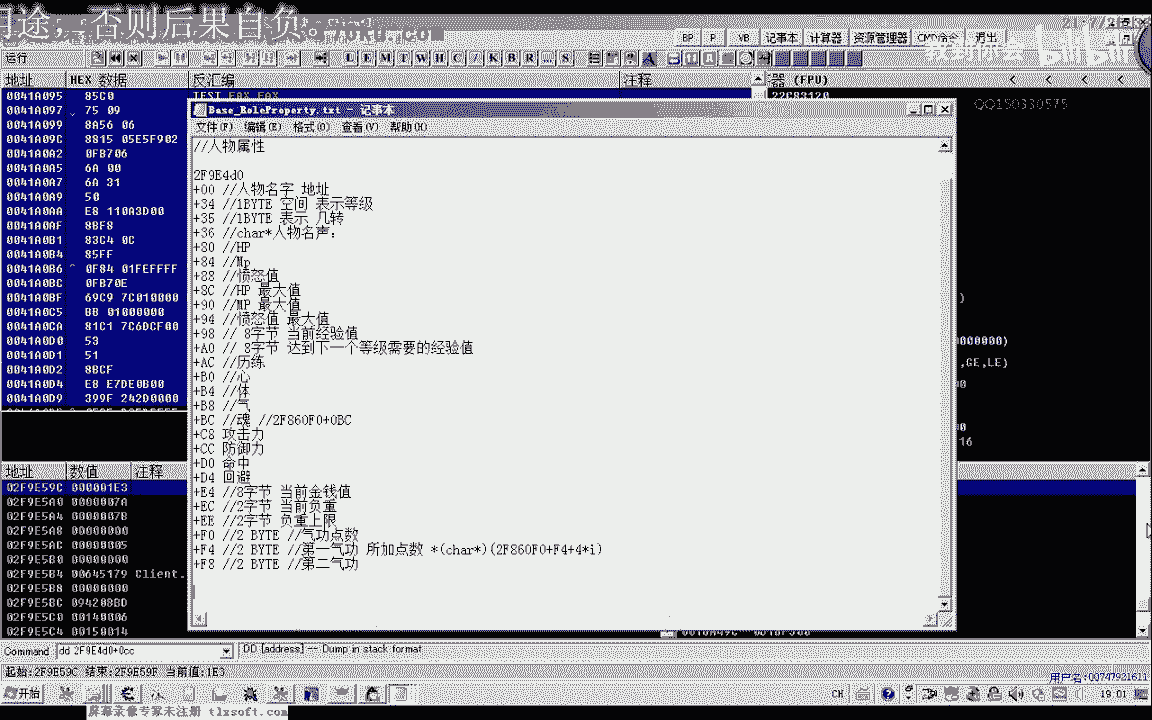 用途，否则后果自负。
BP P VB 记事本 计算器 资源管理器 CMD命令 退出
bilibili
运行
L E M T W H C / K B R ... S
QQ150330575
地址 HEX 数据 反汇编 注释
器 (FPU) < < < <
0041A095 85C0 TEST EAX,EAX
22C83120
0041A097 75 09
0041A099 8A56 06
0041A09C 8815 05E5F902
0041A0A2 0FB706
0041A0A5 6A 00
0041A0A7 6A 31
0041A0A9 50
0041A0AA E8 110A3D00
0041A0AF 8BF8
0041A0B1 83C4 0C
0041A0B4 85FF
0041A0B6 0F84 01FEFFFF
0041A0BC 0FB70E
0041A0BF 69C9 7C010000
0041A0C5 BB 01000000
0041A0CA 81C1 7C6DCF00
0041A0D0 53
0041A0D1 51
0041A0D2 8BCF
0041A0D4 E8 E7DE0B00
0041A0D9 399F 242D0000
Base_RoleProperty.txt - 记事本
文件(F) 编辑(E) 格式(O) 查看(V) 帮助(H)
//人物属性
2F9E4d0
+00 //人物名字 地址
+34 //1BYTE 空间 表示等级
+35 //1BYTE 表示 几转
+36 //char*人物名声：
+80 //HP
+84 //Mp
+88 //愤怒值
+8C //HP 最大值
+90 //MP 最大值
+94 //愤怒值 最大值
+98 // 8字节 当前经验值
+A0 // 8字节 达到下一个等级需要的经验值
+AC //历练
+B0 //心
+B4 //体
+B8 //气
+BC //魂 //2F860F0+0BC
+C8 攻击力
+CC 防御力
+D0 命中
+D4 回避
+E4 //8字节 当前金钱值
+EC //2字节 当前负重
+EE //2字节 负重上限
+F0 //2 BYTE //气功点数
+F4 //2 BYTE //第一气功 所加点数 *(char*)(2F860F0+F4+4*i)
+F8 //2 BYTE //第二气功
,GE,LE)
地址 数值 注释
02F9E59C 000001E3
02F9E5A0 0000007A
02F9E5A4 0000007B
02F9E5A8 00000000
02F9E5AC 00000005
02F9E5B0 00000000
02F9E5B4 00645179 Client.
02F9E5B8 00000000
02F9E5BC 094208BD
02F9E5C0 00140006
02F9E5C4 00150014
Command dd 2F9E4d0+0cc DD [address] -- Dump in stack format
起始:2F9E59C 结束:2F9E59F 当前值:1E3
用户名:00747921611
开始
CH
19:01
屏幕录像专家未注册 tlxsoft.com